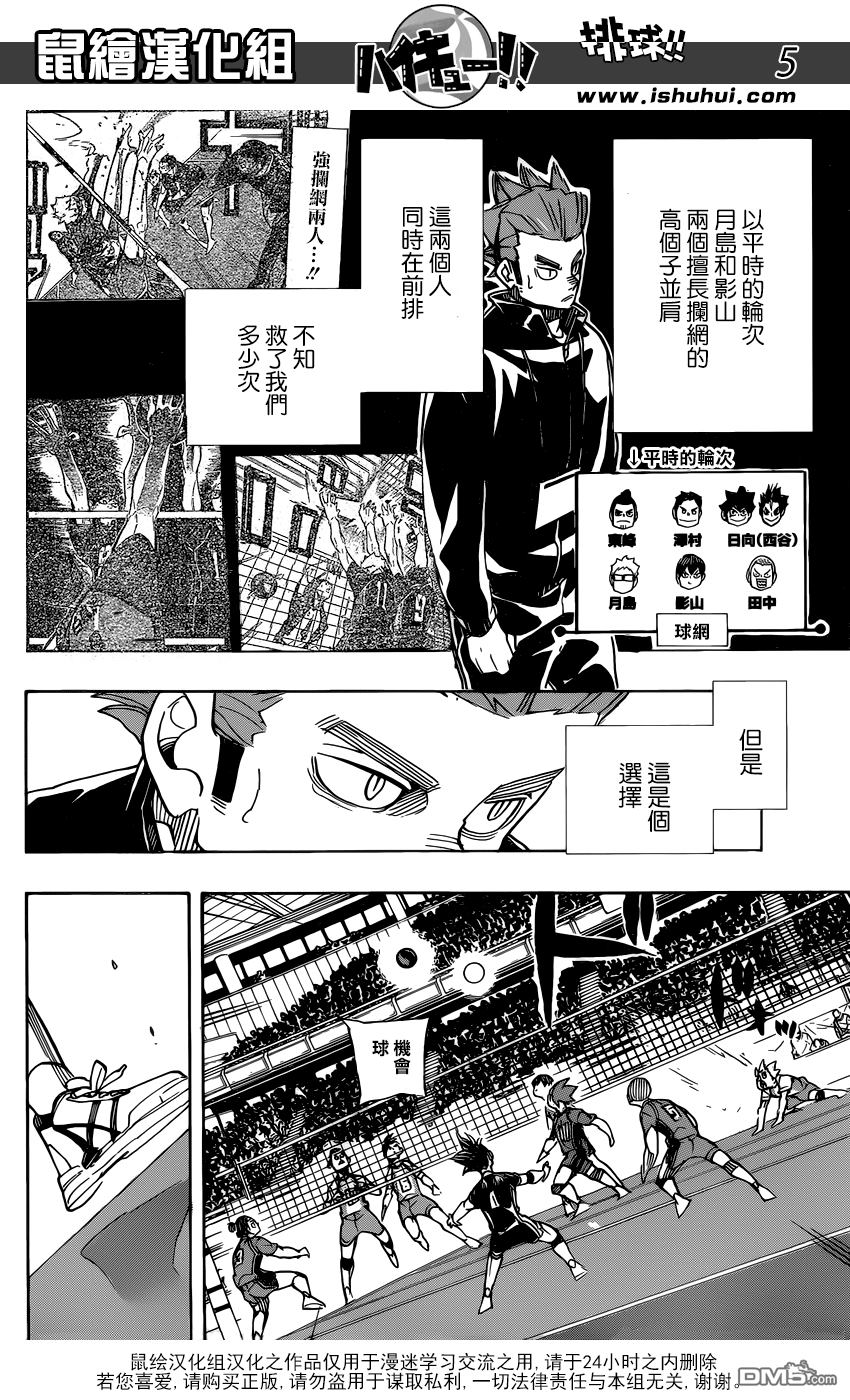 鼠繪漢化組
ハイキュー!!
排球!!
5
www.ishuhui.com
以平時的輪次
月島和影山
兩個擅長攔網的
高個子並肩
這兩個人
同時在前排
強攔網兩人…!!
不知
救了我們
多少次
↓平時的輪次
東峰 澤村 日向(西谷)
月島 影山 田中
球網
但是
這是個
選擇
ド
機會
球
鼠绘汉化组汉化之作品仅用于漫迷学习交流之用, 请于24小时之内删除
若您喜爱, 请购买正版, 请勿盗用于谋取私利, 一切法律责任与本组无关, 谢谢。
DM5.com